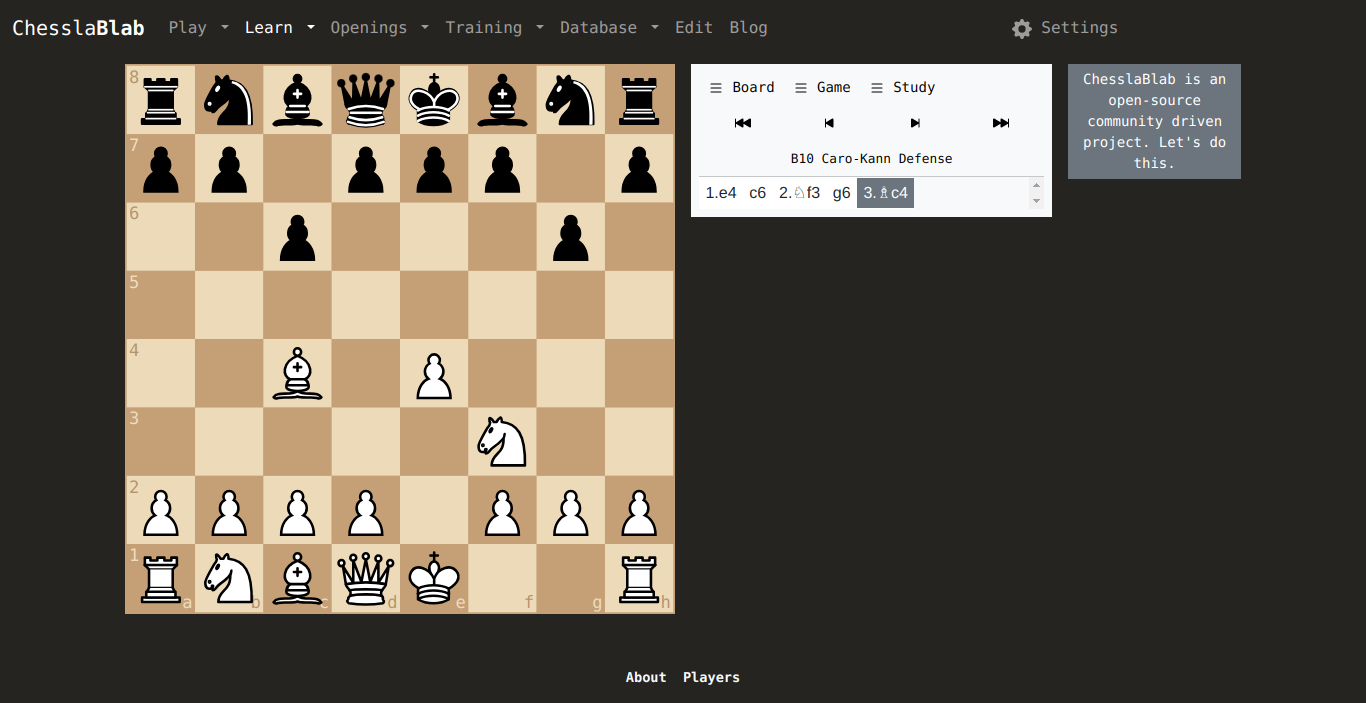 ChesslaBlab Play Learn Openings Training Database Edit Blog Settings
8
7
6
5
4
3
2
1
a b c d e f g h
Board Game Study
B10 Caro-Kann Defense
1.e4 c6 2.♘f3 g6 3.♗c4
ChesslaBlab is an
open-source
community driven
project. Let's do
this.
About Players